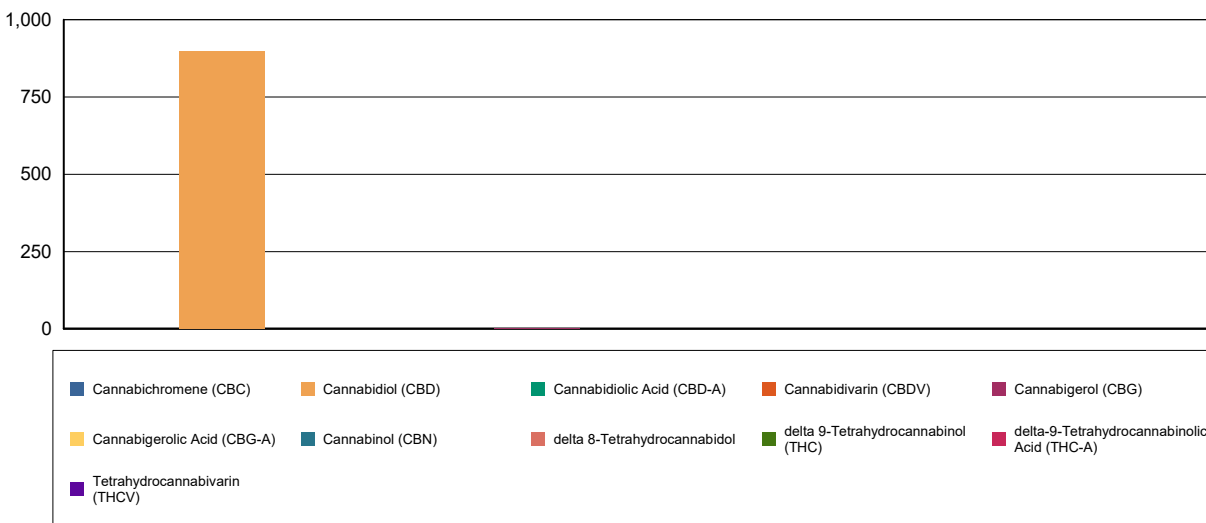 1,000
750
500
250
0
Cannabichromene (CBC)
Cannabidiol (CBD)
Cannabidiolic Acid (CBD-A)
Cannabidivarin (CBDV)
Cannabigerol (CBG)
Cannabigerolic Acid (CBG-A)
Cannabinol (CBN)
delta 8-Tetrahydrocannabidol
delta 9-Tetrahydrocannabinol
(THC)
delta-9-Tetrahydrocannabinolic
Acid (THC-A)
Tetrahydrocannabivarin
(THCV)